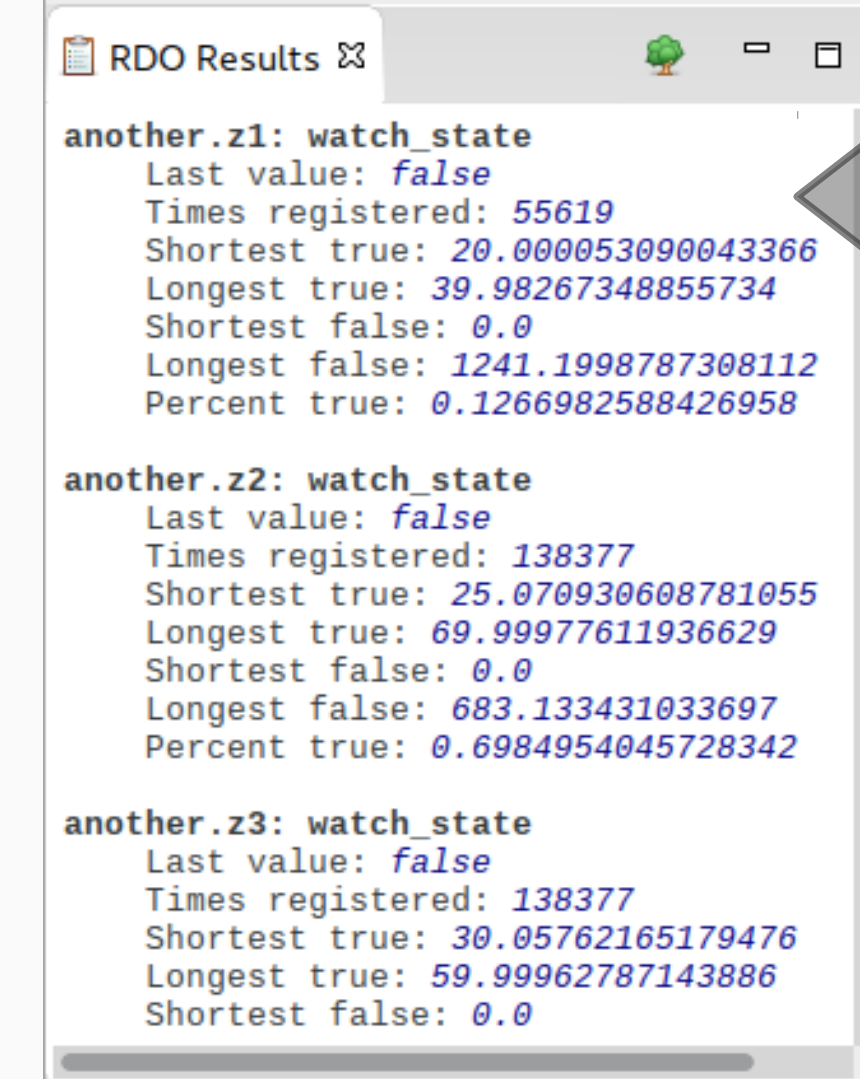 RDO Results
another.z1: watch_state
Last value: false
Times registered: 55619
Shortest true: 20.000053090043366
Longest true: 39.98267348855734
Shortest false: 0.0
Longest false: 1241.1998787308112
Percent true: 0.1266982588426958
another.z2: watch_state
Last value: false
Times registered: 138377
Shortest true: 25.070930608781055
Longest true: 69.99977611936629
Shortest false: 0.0
Longest false: 683.133431033697
Percent true: 0.6984954045728342
another.z3: watch_state
Last value: false
Times registered: 138377
Shortest true: 30.05762165179476
Longest true: 59.99962787143886
Shortest false: 0.0